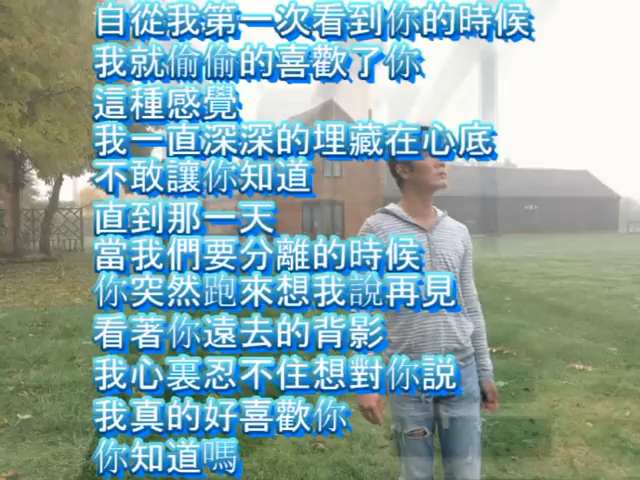 自從我第一次看到你的時候
我就偷偷的喜歡了你
這種感覺
我一直深深的埋藏在心底
不敢讓你知道
直到那一天
當我們要分離的時候
你突然跑來想我說再見
看著你遠去的背影
我心裏忍不住想對你説
我真的好喜歡你
你知道嗎